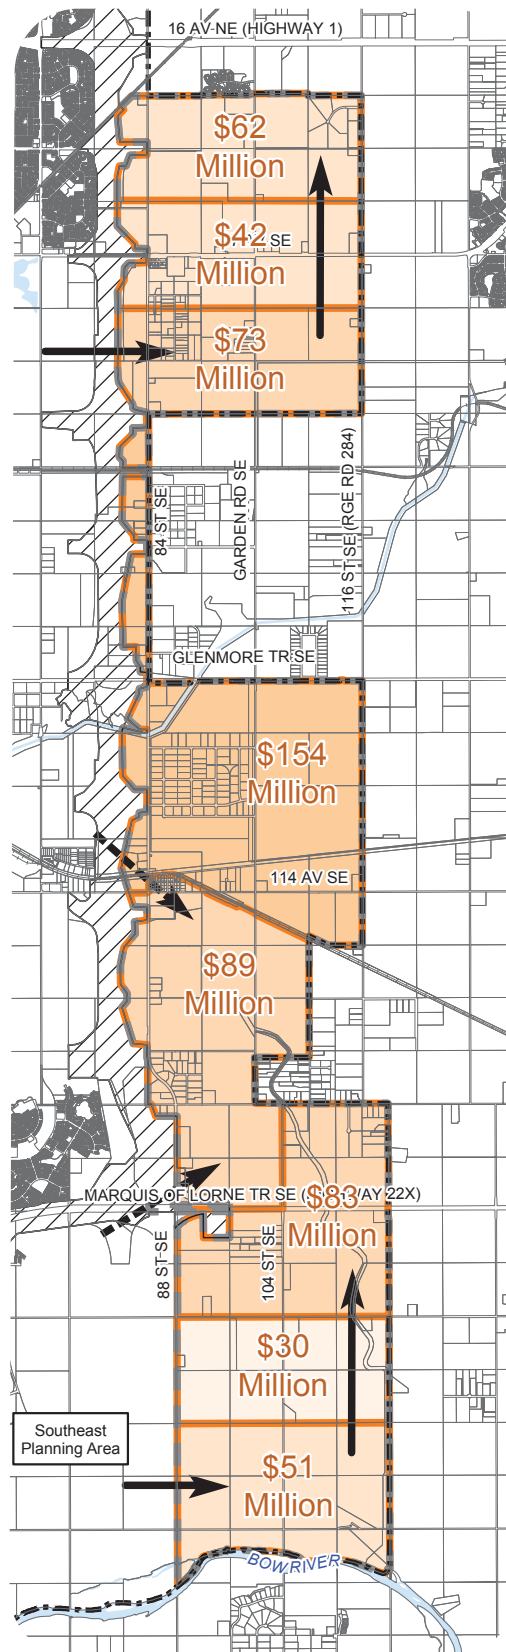 16 AV NE (HIGHWAY 1)
$62
Million
$42
SE
Million
$73
Million
84 ST SE
GARDEN RD SE
116 ST SE (RGE RD 284)
GLENMORE TR SE
$154
Million
114 AV SE
$89
Million
MARQUIS OF LORNE TR SE (
WAY 22X)
$83
Million
88 ST SE
104 ST SE
$30
Million
Southeast
Planning Area
$51
Million
BOW RIVER